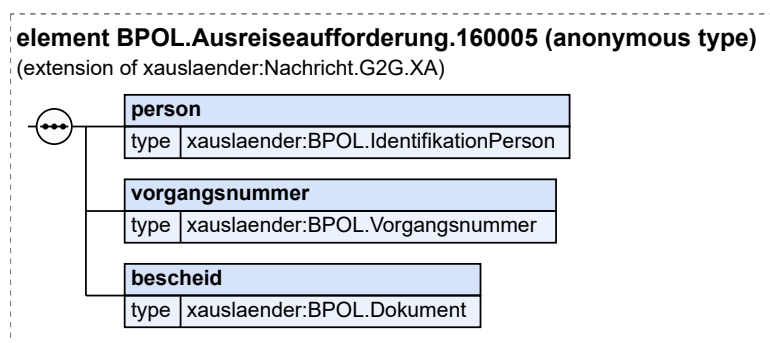 element BPOL.Ausreiseaufforderung.160005 (anonymous type)
(extension of xauslaender:Nachricht.G2G.XA)
person
type xauslaender:BPOL.IdentifikationPerson
vorgangsnummer
type xauslaender:BPOL.Vorgangsnummer
bescheid
type xauslaender:BPOL.Dokument